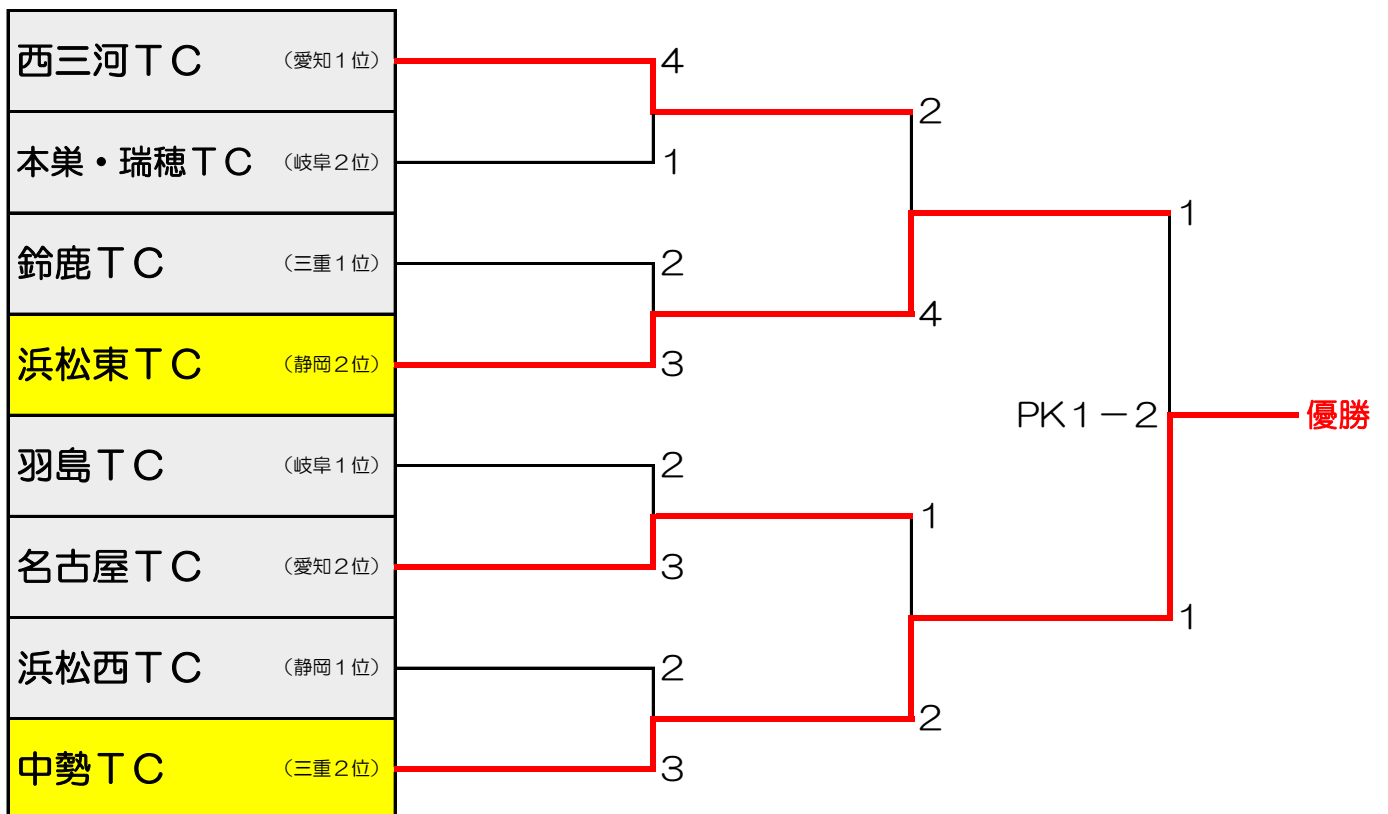 西三河ＴＣ （愛知１位） 4
2
本巣・瑞穂ＴＣ （岐阜２位） 1
1
鈴鹿ＴＣ （三重１位） 2
4
浜松東ＴＣ （静岡２位） 3
PK１－２ 優勝
羽島ＴＣ （岐阜１位） 2
1
名古屋ＴＣ （愛知２位） 3
1
浜松西ＴＣ （静岡１位） 2
2
中勢ＴＣ （三重２位） 3